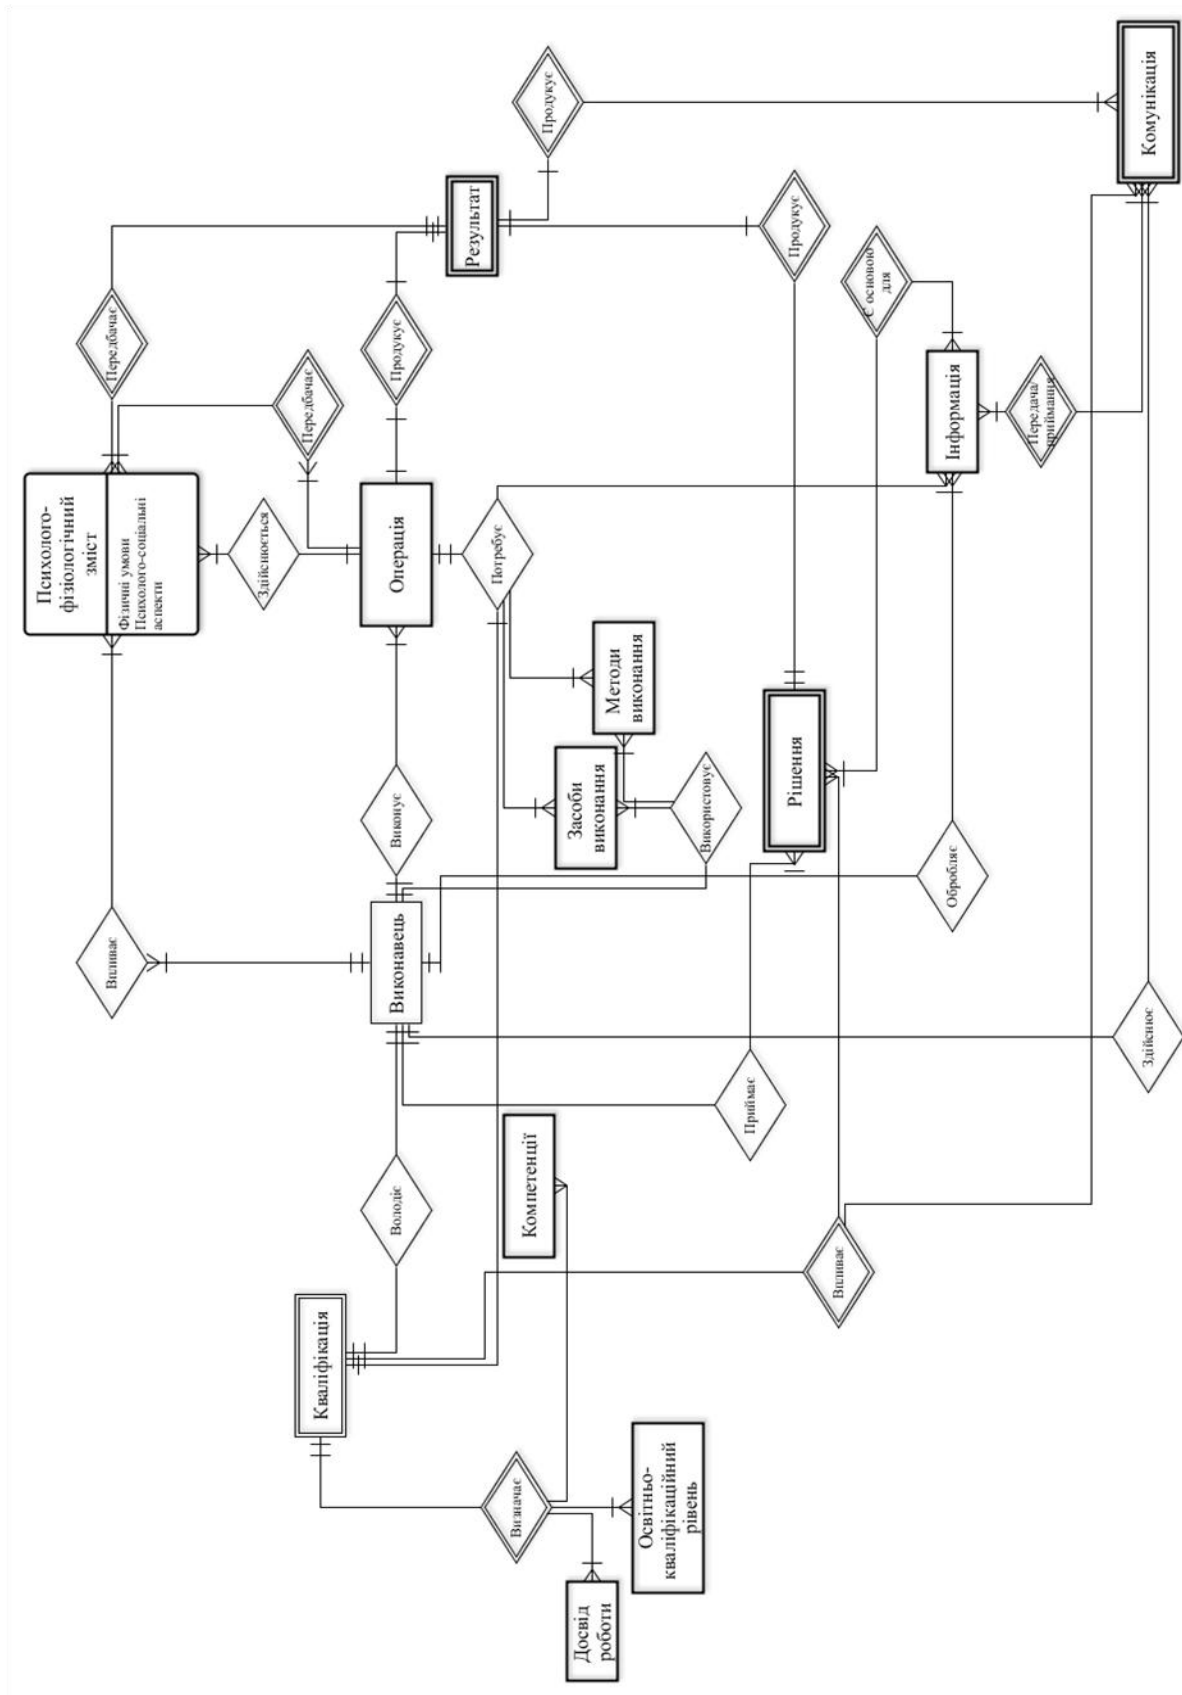 Психолого-
фізіологічний
зміст
Фізичні умови
Психолого-соціальні
аспекти
Впливає
Передбачає
Здійснюється
Передбачає
Кваліфікація
Володіє
Виконавець
Виконує
Операція
Продукує
Результат
Продукує
Визначає
Компетенції
Потребує
Досвід
роботи
Засоби
виконання
Методи
виконання
Освітньо-
кваліфікаційний
рівень
Використовує
Приймає
Рішення
Продукує
Впливає
Є основою
для
Обробляє
Інформація
Передача/
приймання
Здійснює
Комунікація